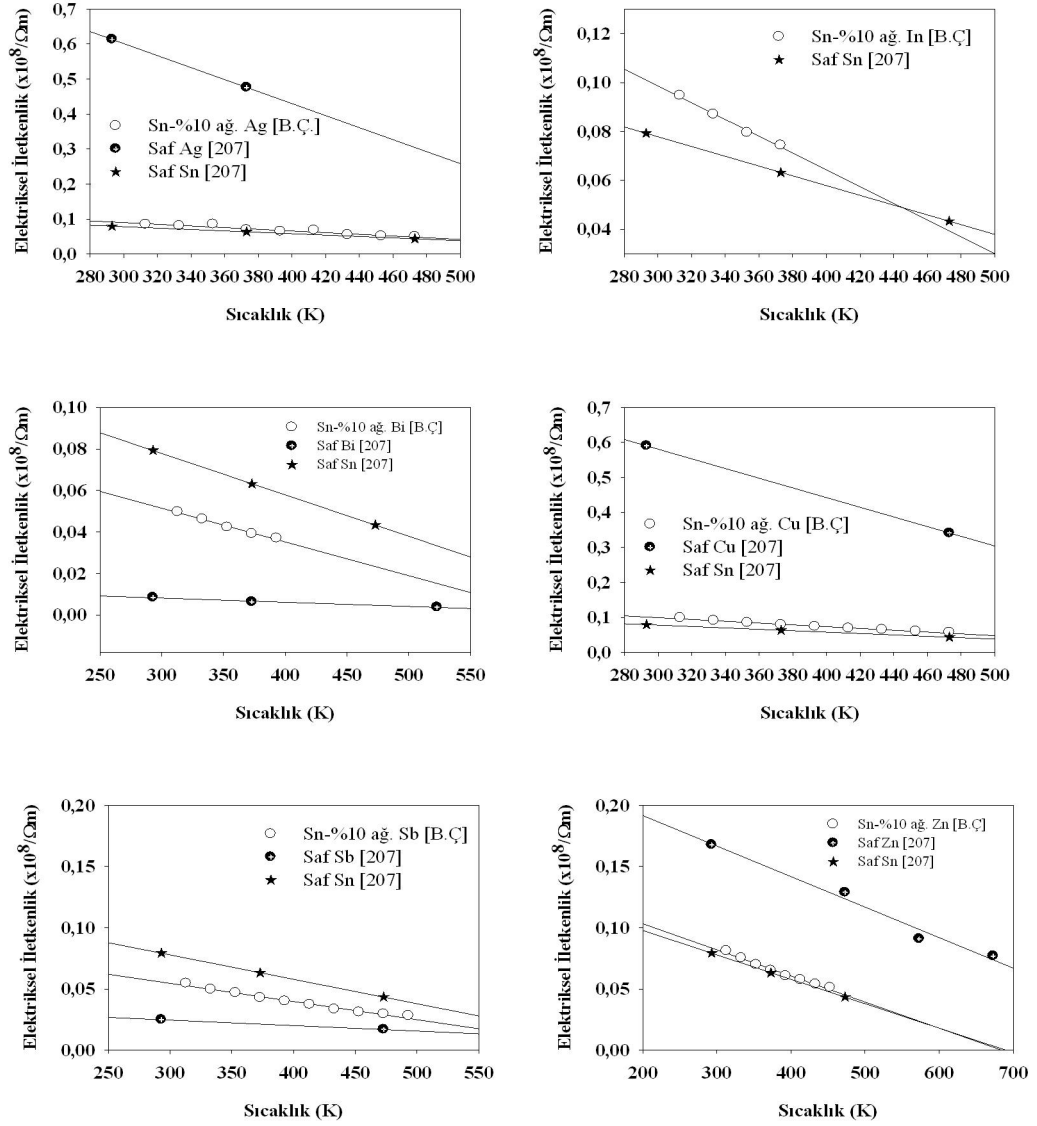 Elektriksel İletkenlik (x10⁸/Ωm)
0,7
0,6
0,5
0,4
0,3
0,2
0,1
0,0
Sn-%10 ağ. Ag [B.Ç.]
Saf Ag [207]
Saf Sn [207]
280 300 320 340 360 380 400 420 440 460 480 500
Sıcaklık (K)
Elektriksel İletkenlik (x10⁸/Ωm)
0,12
0,10
0,08
0,06
0,04
Sn-%10 ağ. In [B.Ç]
Saf Sn [207]
280 300 320 340 360 380 400 420 440 460 480 500
Sıcaklık (K)
Elektriksel İletkenlik (x10⁸/Ωm)
0,10
0,08
0,06
0,04
0,02
0,00
Sn-%10 ağ. Bi [B.Ç]
Saf Bi [207]
Saf Sn [207]
250 300 350 400 450 500 550
Sıcaklık (K)
Elektriksel İletkenlik (x10⁸/Ωm)
0,7
0,6
0,5
0,4
0,3
0,2
0,1
0,0
Sn-%10 ağ. Cu [B.Ç]
Saf Cu [207]
Saf Sn [207]
280 300 320 340 360 380 400 420 440 460 480 500
Sıcaklık (K)
Elektriksel İletkenlik (x10⁸/Ωm)
0,20
0,15
0,10
0,05
0,00
Sn-%10 ağ. Sb [B.Ç]
Saf Sb [207]
Saf Sn [207]
250 300 350 400 450 500 550
Sıcaklık (K)
Elektriksel İletkenlik (x10⁸/Ωm)
0,20
0,15
0,10
0,05
0,00
Sn-%10 ağ. Zn [B.Ç]
Saf Zn [207]
Saf Sn [207]
200 300 400 500 600 700
Sıcaklık (K)